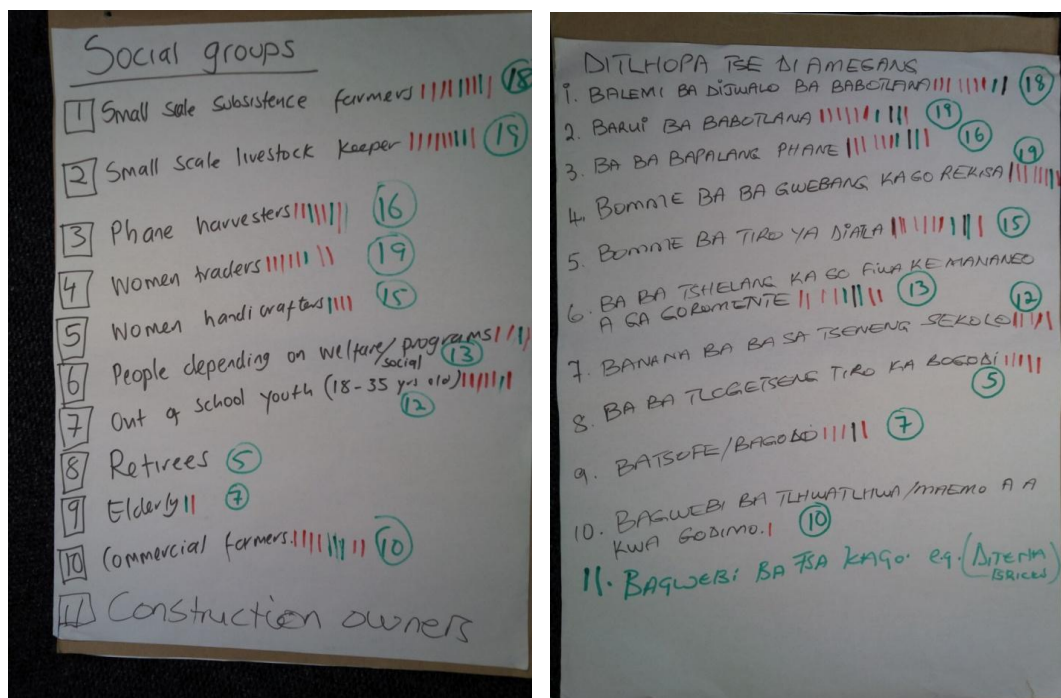 Social groups
1 Small scale subsistence farmers 18
2 Small scale livestock keeper 19
3 Phane harvesters 16
4 Women traders 19
5 Women handicrafters 15
6 People depending on welfare/programs
social 13
7 Out of school youth (18-35 yrs old)
12
8 Retirees 5
9 Elderly 7
10 Commercial farmers. 10
11 Construction owners
DITLHOPA TSE DI AMEGANG
1. BALEMI BA DIJWALO BA BABOTLANA 18
2. BARUI BA BABOTLANA 19
3. BA BA BAPALANG PHANE 16
19
4. BOMME BA BA GWEBANG KA GO REKISA
5. BOMME BA TIRO YA DIATLA 15
6. BA BA TSHELANG KA GO FIWA KE MANANEO
A GA GOROMENTE 13
12
7. BANANA BA BA SA TSENENG SEKOLO
8. BA BA TLOGETSENG TIRO KA BOGODI
5
9. BATSOFE/BAGODI 7
10. BAGWEBI BA TLHWATLHWA/MAEMO A A
KWA GODIMO. 10
11. BAGWEBI BA TSA KAGO. e.g. (DITENA
BRICKS)